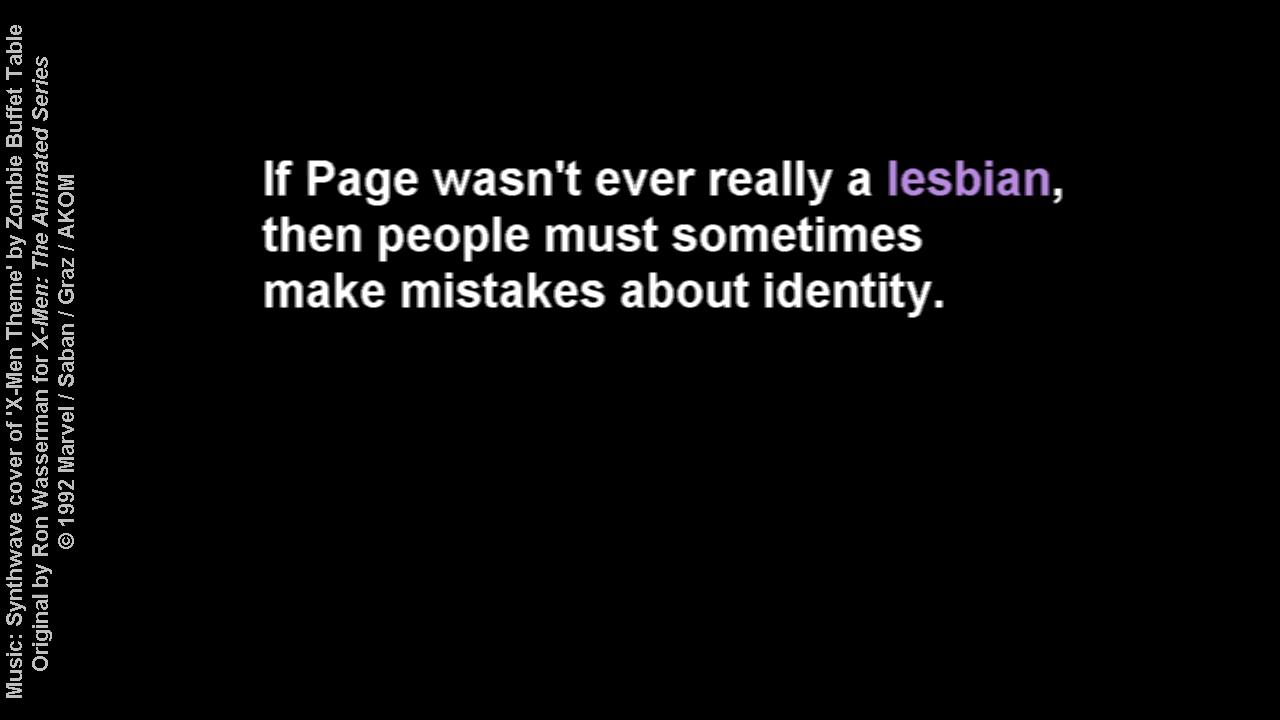 Music: Synthwave cover of 'X-Men Theme' by Zombie Buffet Table
Original by Ron Wasserman for X-Men: The Animated Series
© 1992 Marvel / Saban / Graz / AKOM
If Page wasn't ever really a lesbian,
then people must sometimes
make mistakes about identity.